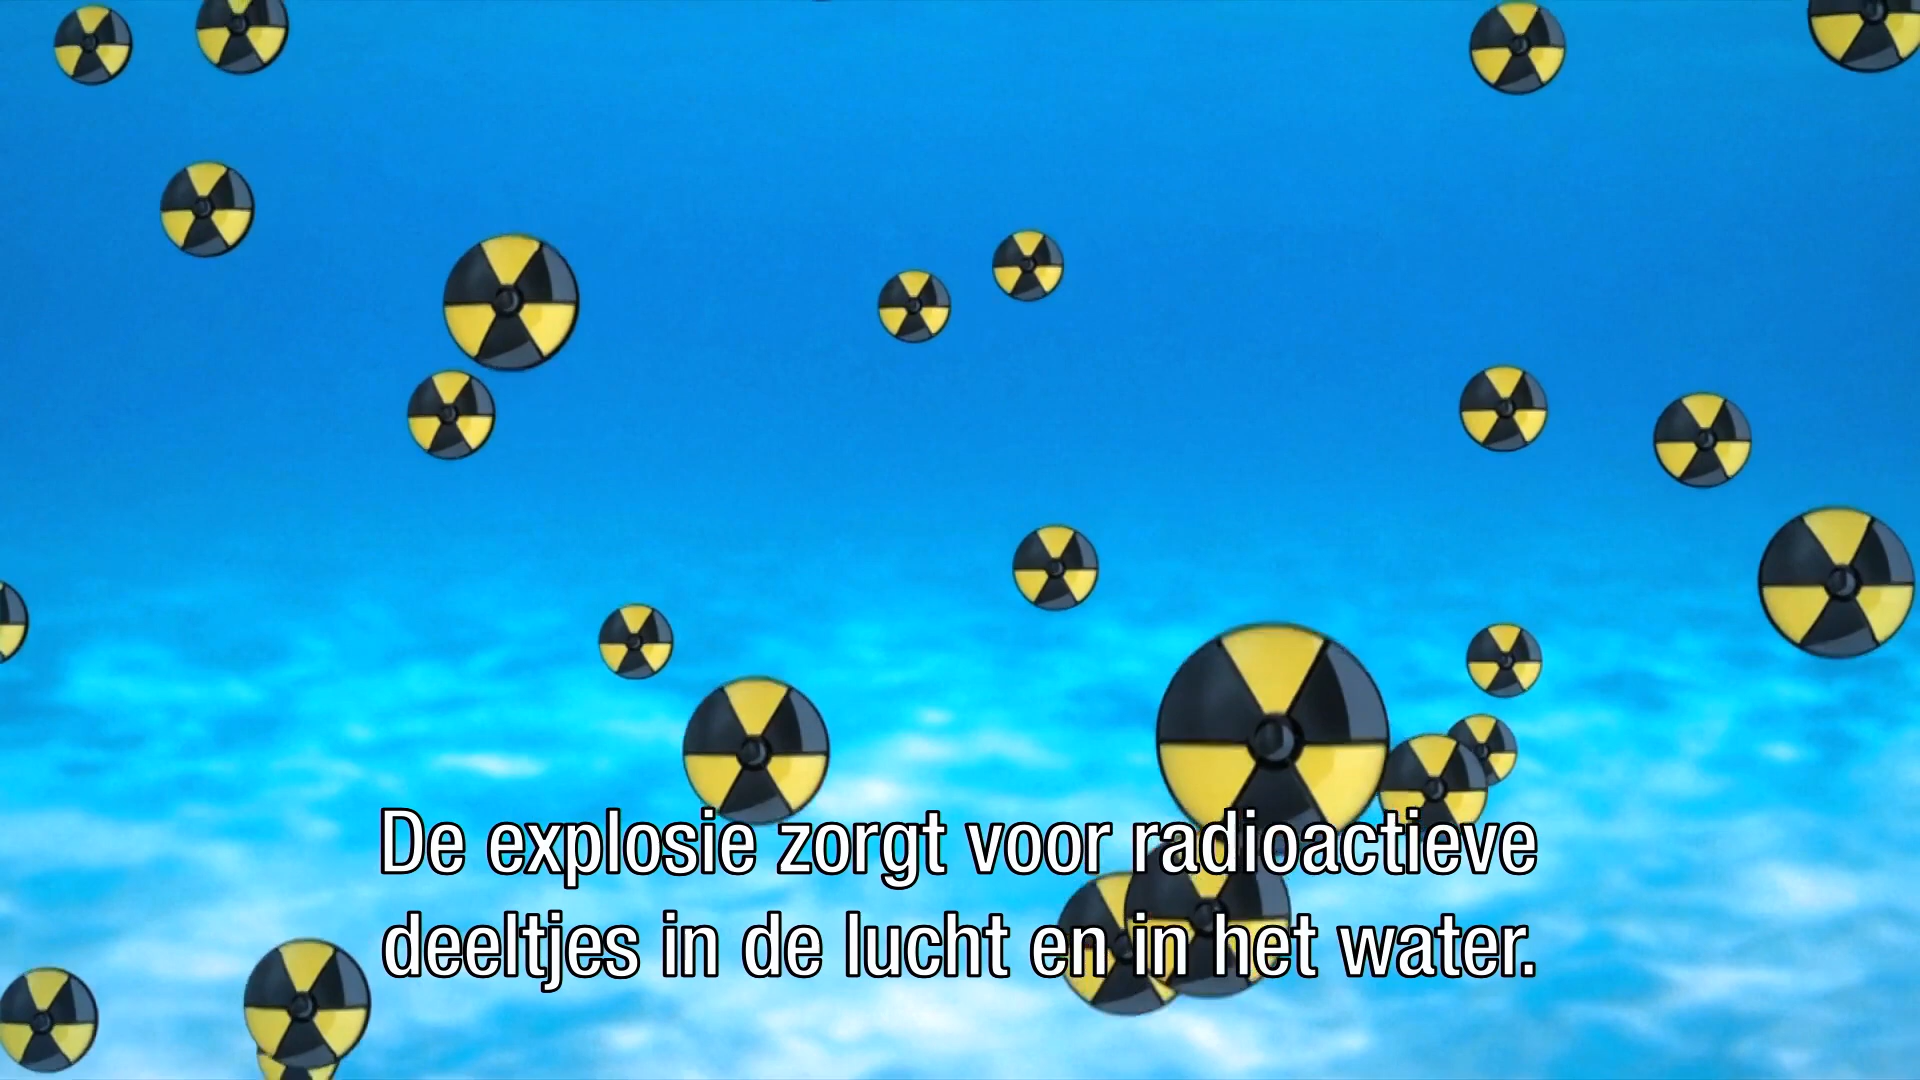 De explosie zorgt voor radioactieve
deeltjes in de lucht en in het water.